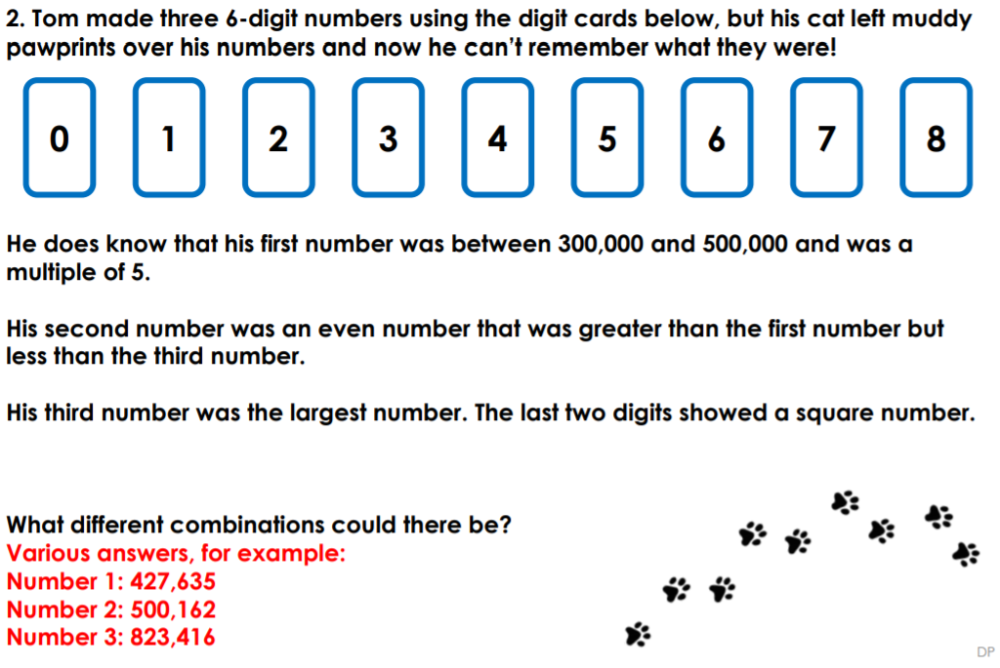 2. Tom made three 6-digit numbers using the digit cards below, but his cat left muddy
pawprints over his numbers and now he can't remember what they were!
0 1 2 3 4 5 6 7 8
He does know that his first number was between 300,000 and 500,000 and was a
multiple of 5.
His second number was an even number that was greater than the first number but
less than the third number.
His third number was the largest number. The last two digits showed a square number.
What different combinations could there be?
Various answers, for example:
Number 1: 427,635
Number 2: 500,162
Number 3: 823,416
DP